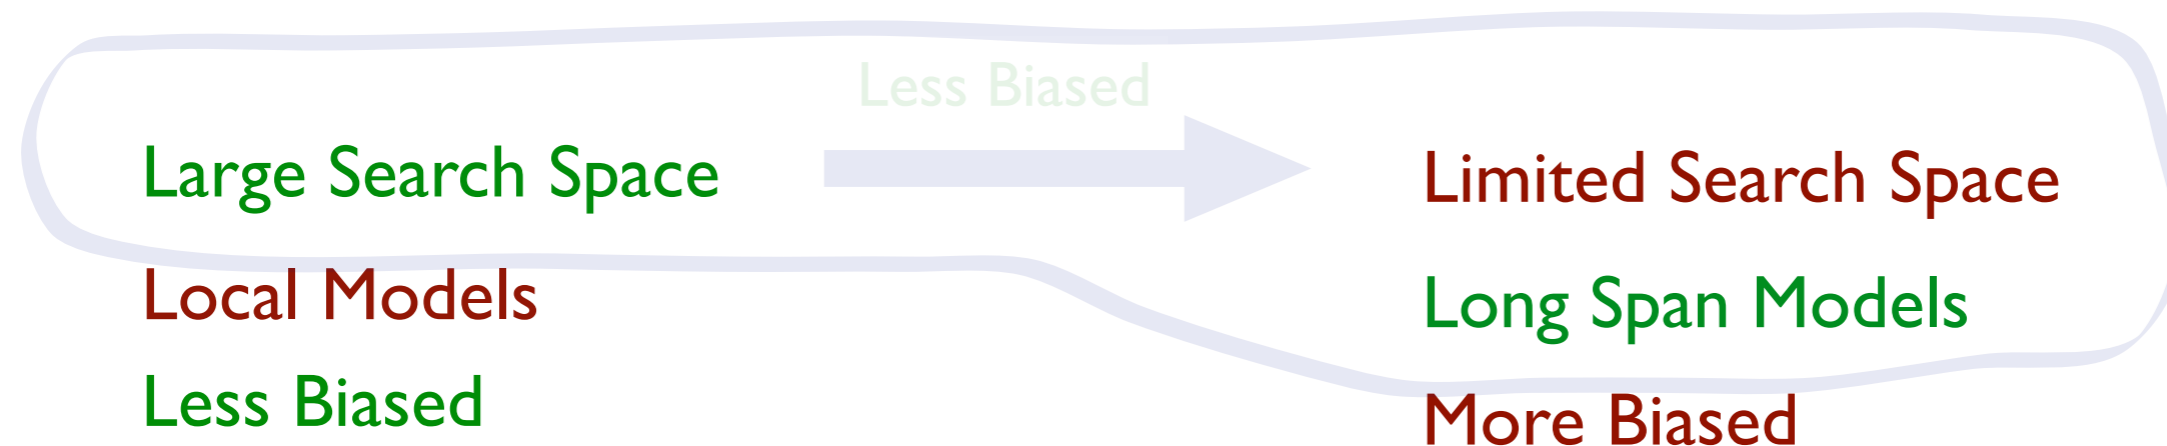 Less Biased
Large Search Space
Limited Search Space
Local Models
Long Span Models
Less Biased
More Biased